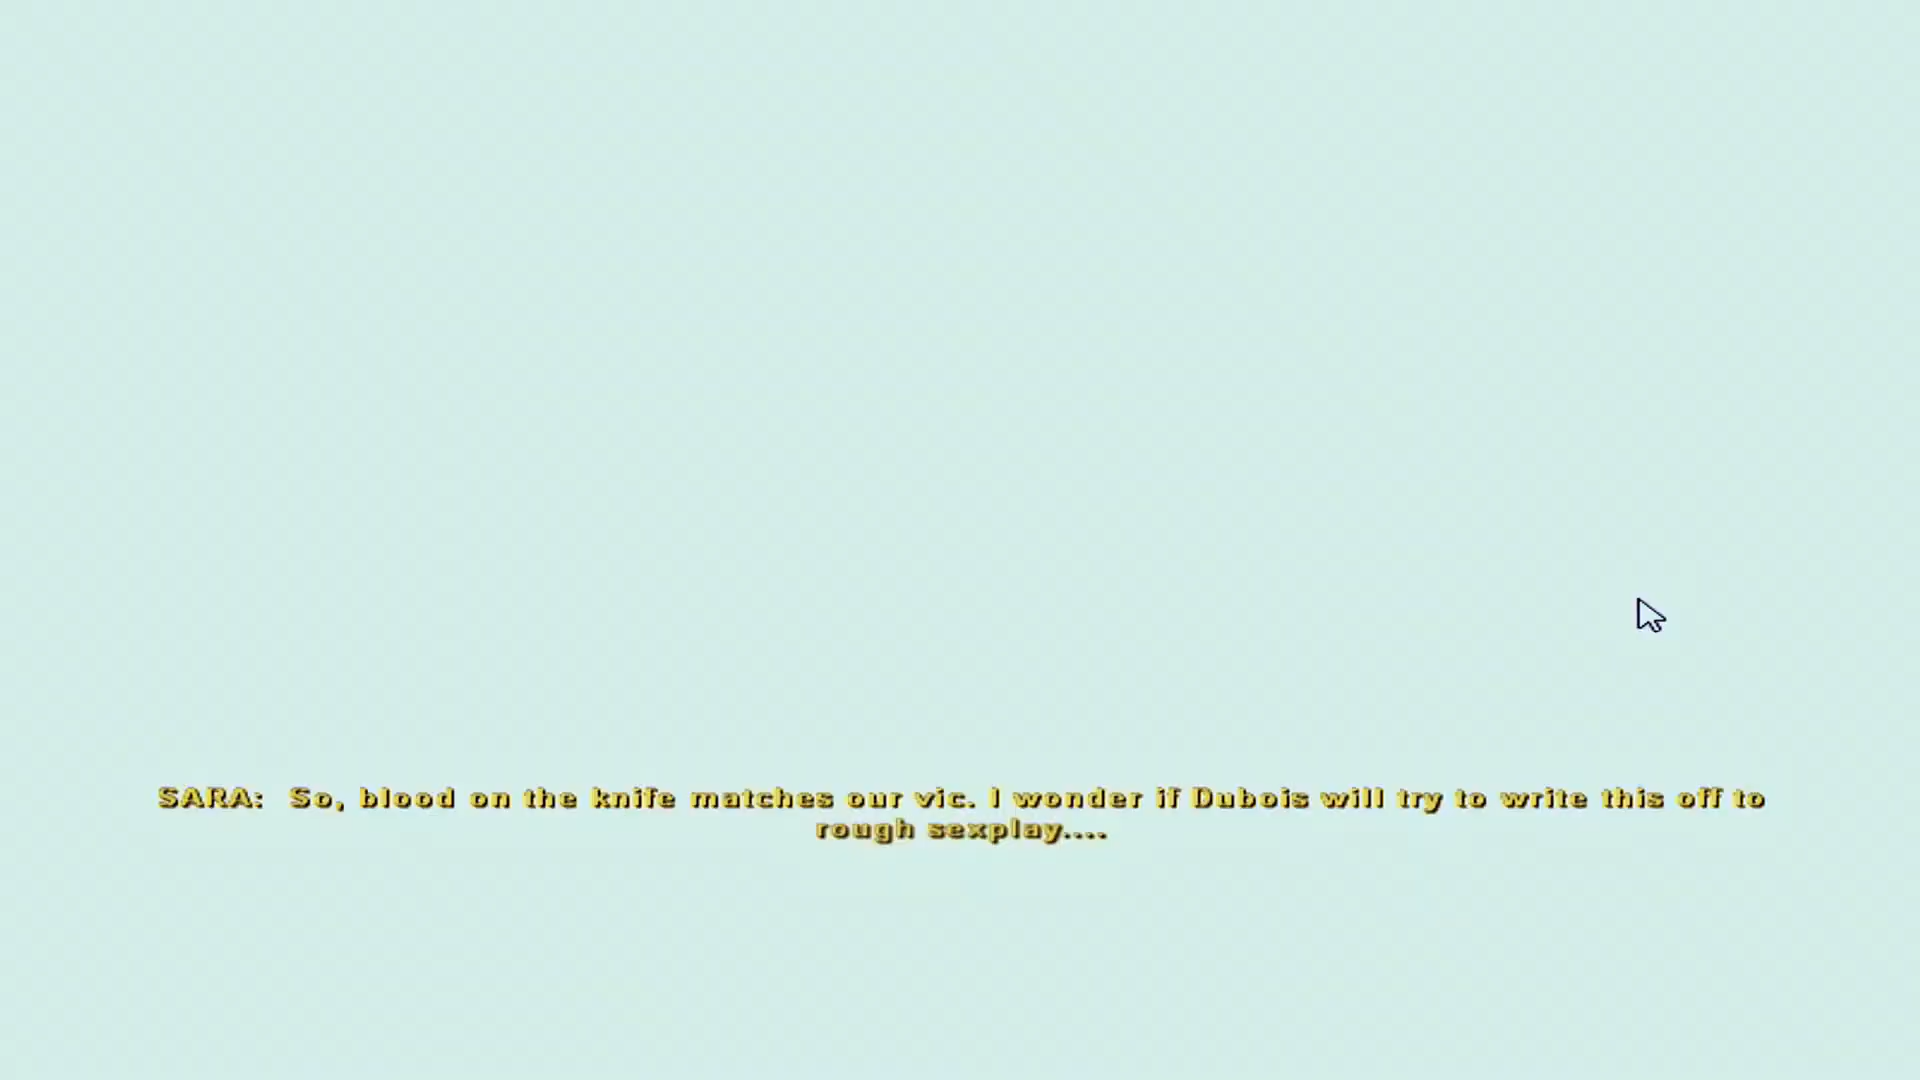 SARA:  So, blood on the knife matches our vic. I wonder if Dubois will try to write this off to
rough sexplay....